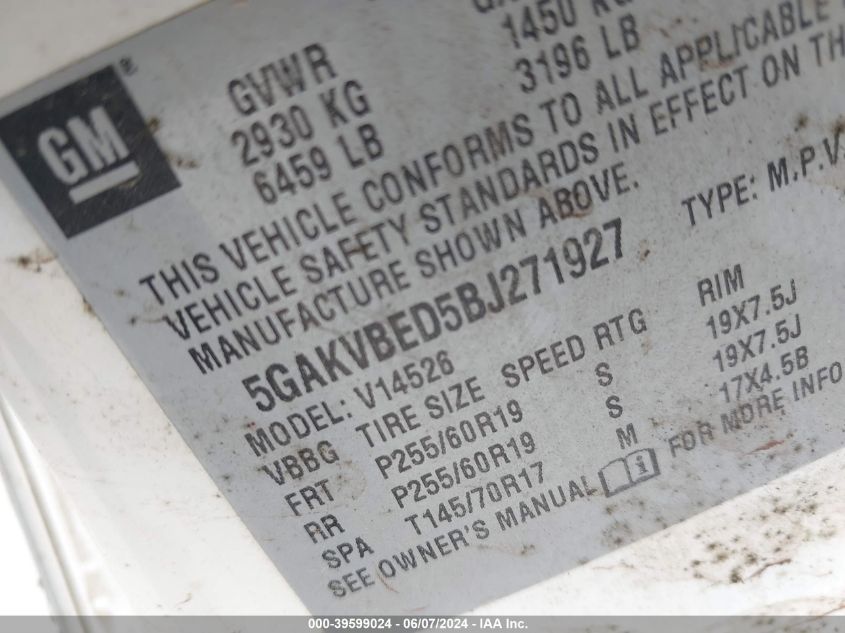 GM ®
GVWR
2930 KG
6459 LB
1450 KG
3196 LB
THIS VEHICLE CONFORMS TO ALL APPLICABLE
VEHICLE SAFETY STANDARDS IN EFFECT ON TH
MANUFACTURE SHOWN ABOVE.
5GAKVBED5BJ271927 TYPE: M.P.V.
MODEL: V14526
VBBG TIRE SIZE SPEED RTG RIM
FRT P255/60R19 S 19X7.5J
RR P255/60R19 S 19X7.5J
SPA T145/70R17 M 17X4.5B
SEE OWNER'S MANUAL FOR MORE INFO
000-39599024 | 06/07/2024 | IAA Inc.